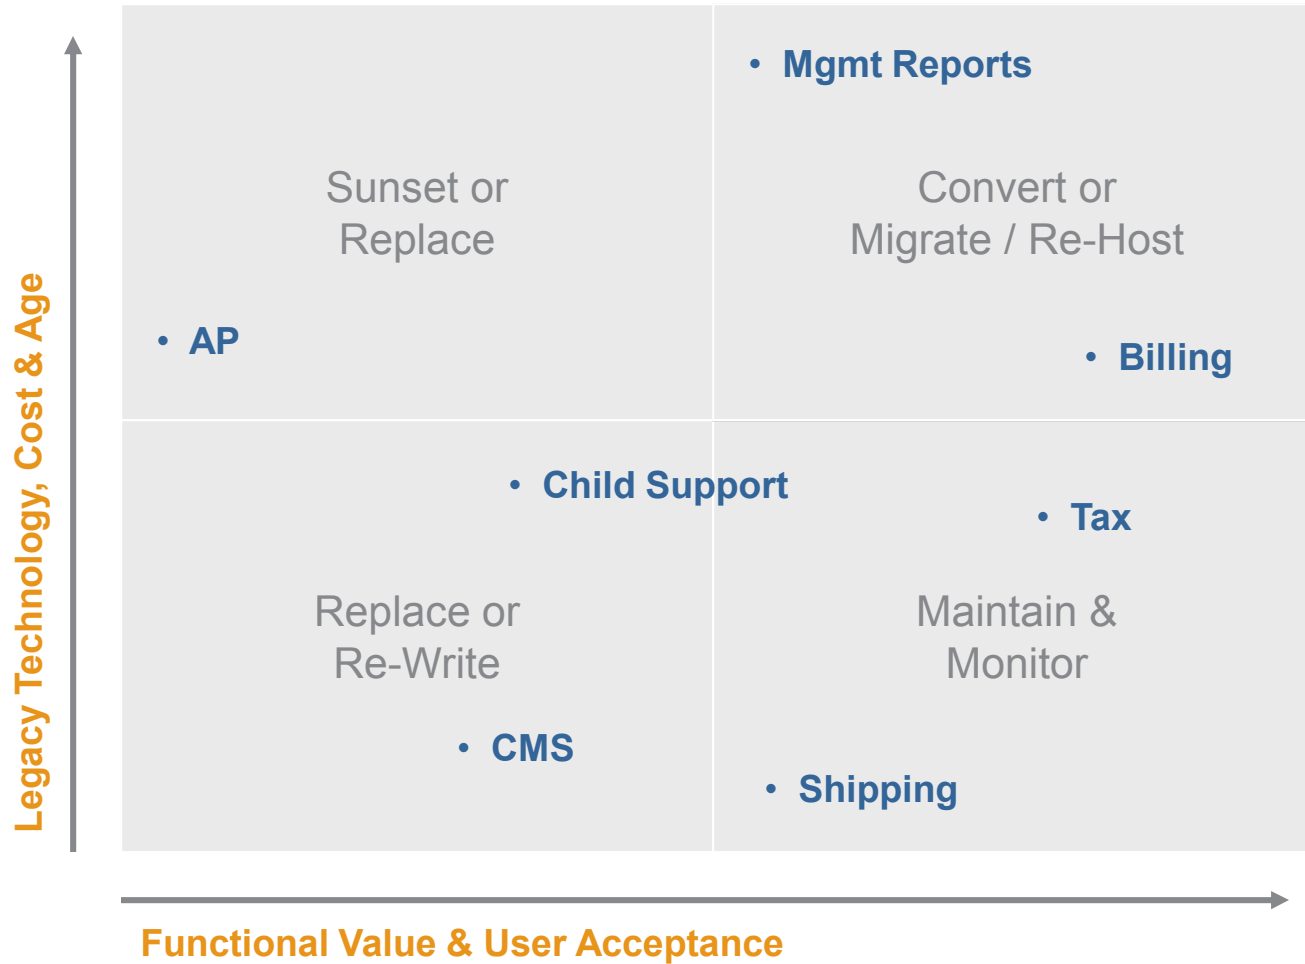 • Mgmt Reports
Sunset or
Replace
Convert or
Migrate / Re-Host
• AP
• Billing
Legacy Technology, Cost & Age
• Child Support
• Tax
Replace or
Re-Write
Maintain &
Monitor
• CMS
• Shipping
Functional Value & User Acceptance